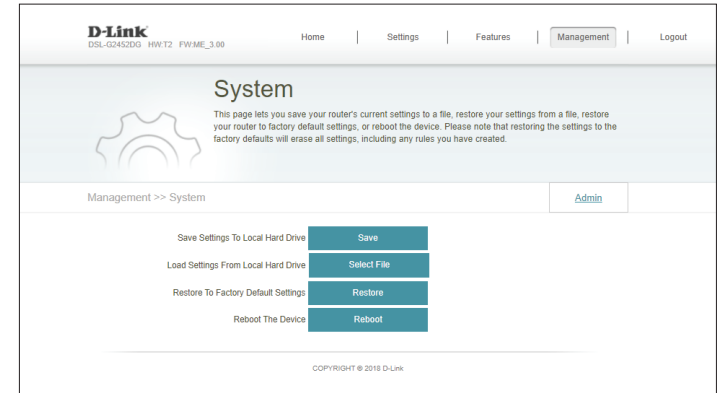 D-Link
DSL-G2452DG HW:T2 FW:ME_3.00
Home | Settings | Features | Management | Logout
System
This page lets you save your router's current settings to a file, restore your settings from a file, restore
your router to factory default settings, or reboot the device. Please note that restoring the settings to the
factory defaults will erase all settings, including any rules you have created.
Management >> System
Admin
Save Settings To Local Hard Drive Save
Load Settings From Local Hard Drive Select File
Restore To Factory Default Settings Restore
Reboot The Device Reboot
COPYRIGHT © 2018 D-Link